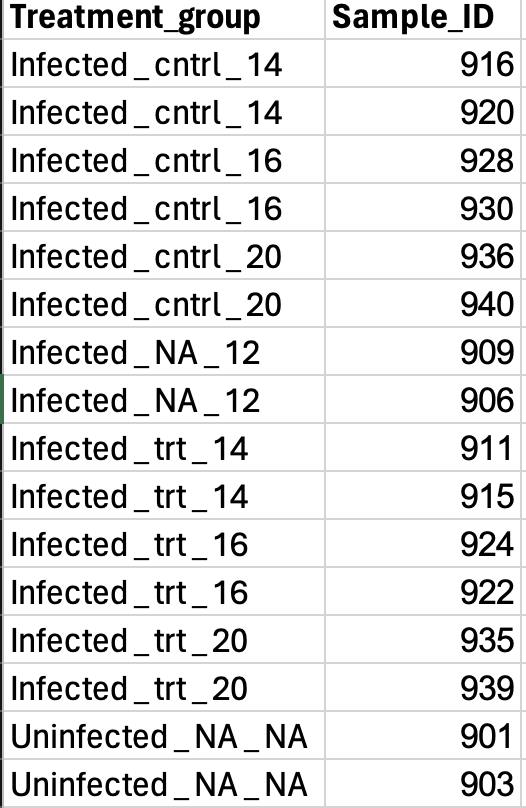 Treatment_group Sample_ID
Infected_cntrl_14 916
Infected_cntrl_14 920
Infected_cntrl_16 928
Infected_cntrl_16 930
Infected_cntrl_20 936
Infected_cntrl_20 940
Infected_NA_12 909
Infected_NA_12 906
Infected_trt_14 911
Infected_trt_14 915
Infected_trt_16 924
Infected_trt_16 922
Infected_trt_20 935
Infected_trt_20 939
Uninfected_NA_NA 901
Uninfected_NA_NA 903